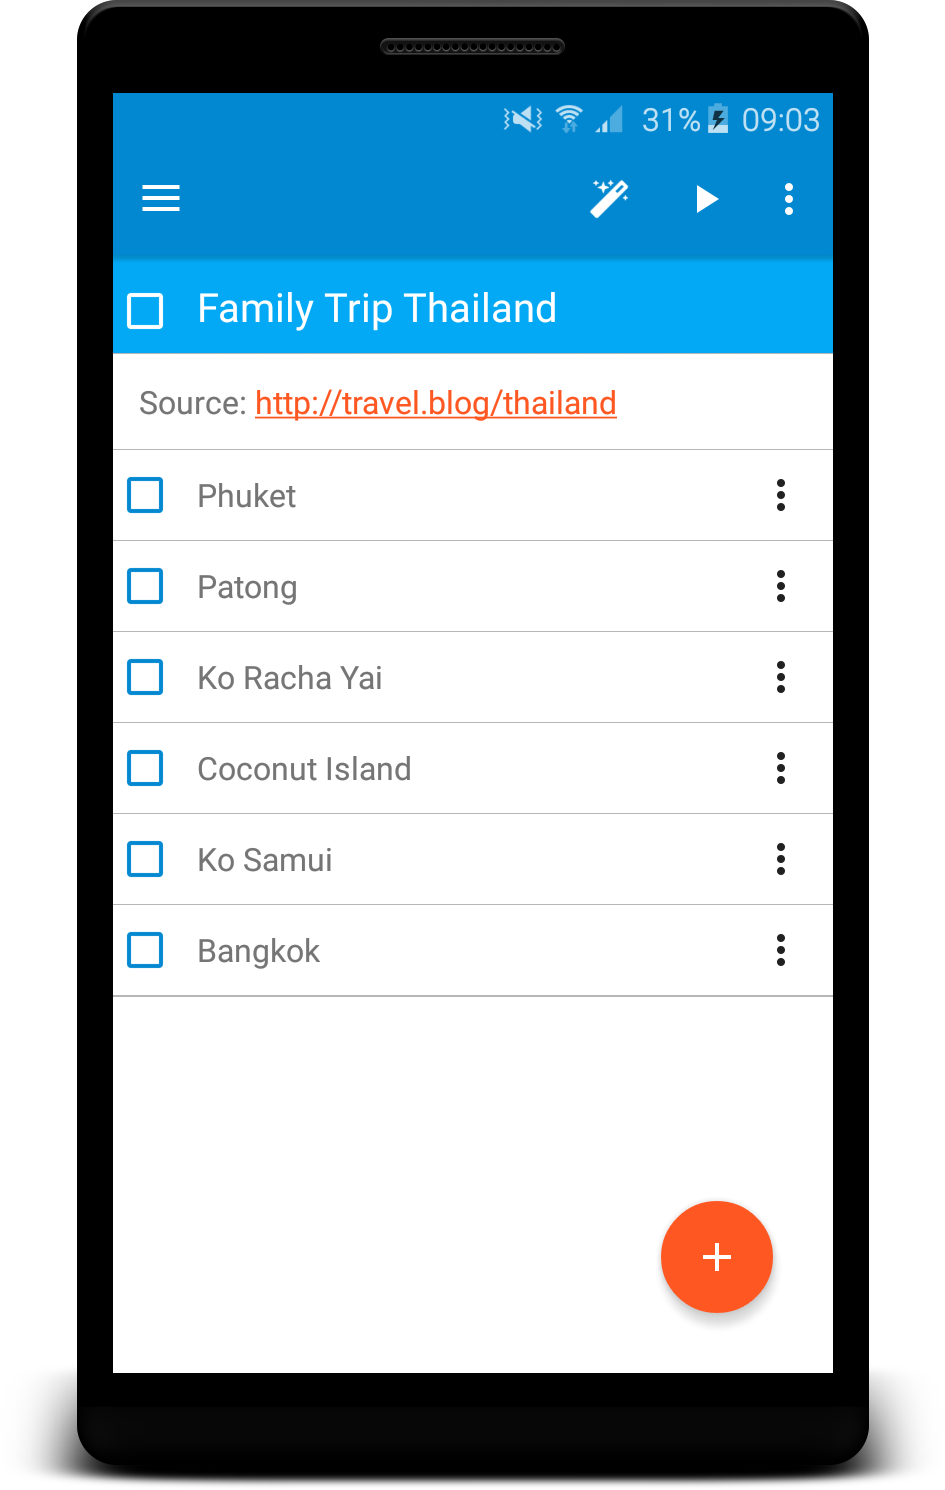 31% 09:03
Family Trip Thailand
Source: http://travel.blog/thailand
Phuket
Patong
Ko Racha Yai
Coconut Island
Ko Samui
Bangkok